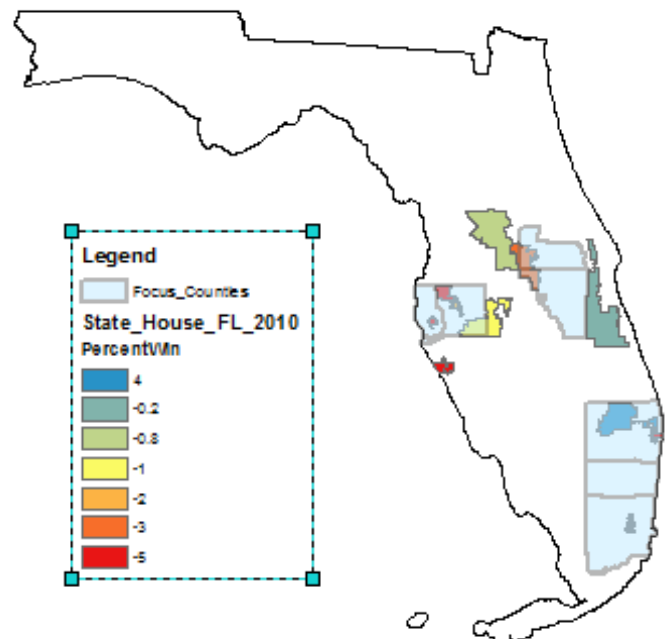 Legend
Focus_Counties
State_House_FL_2010
PercentWin
4
-0.2
-0.8
-1
-2
-3
-5